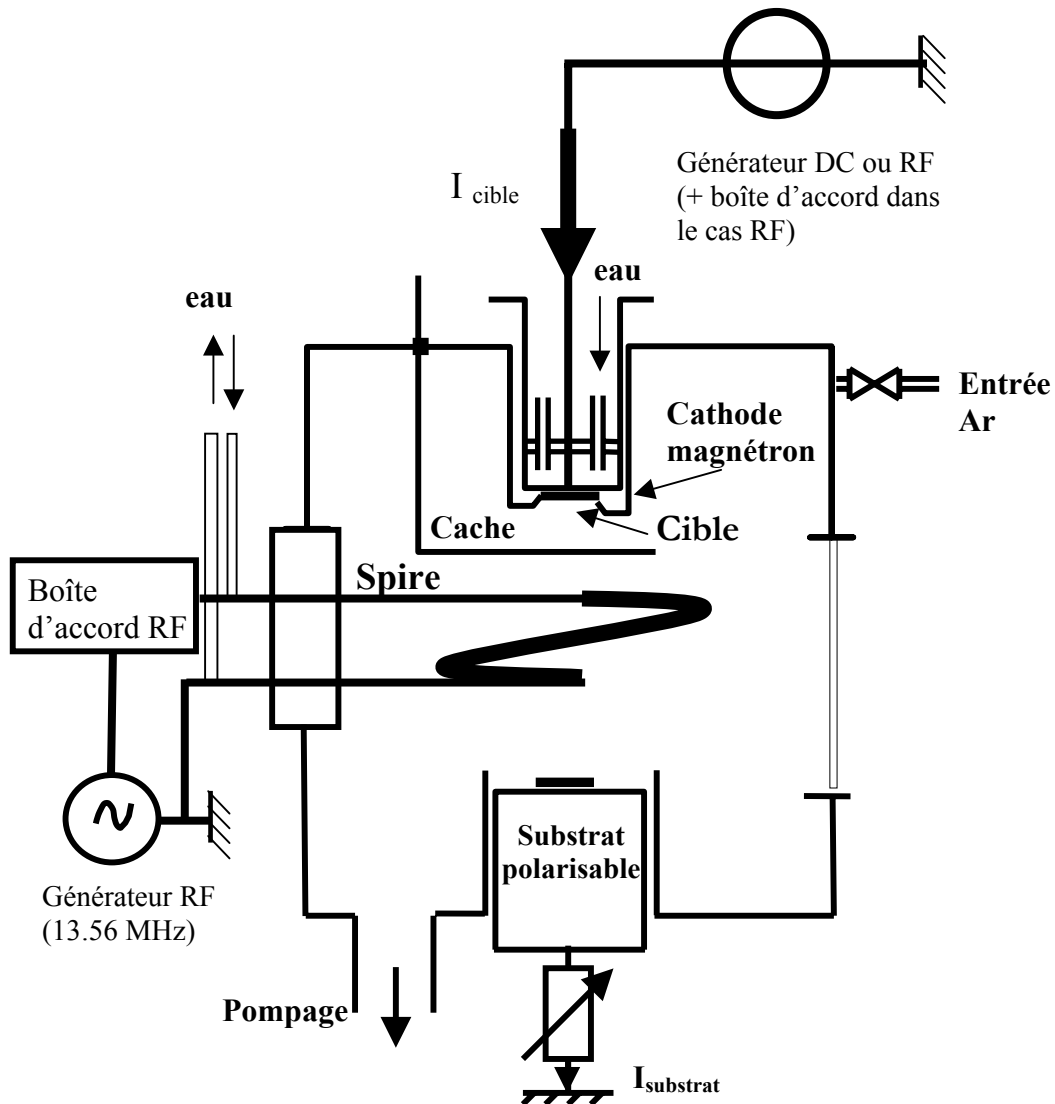 Générateur DC ou RF
(+ boîte d'accord dans
le cas RF)
I cible
eau
eau
Entrée
Ar
Cathode
magnétron
Cache
Cible
Spire
Boîte
d'accord RF
Substrat
polarisable
Générateur RF
(13.56 MHz)
Pompage
Isubstrat